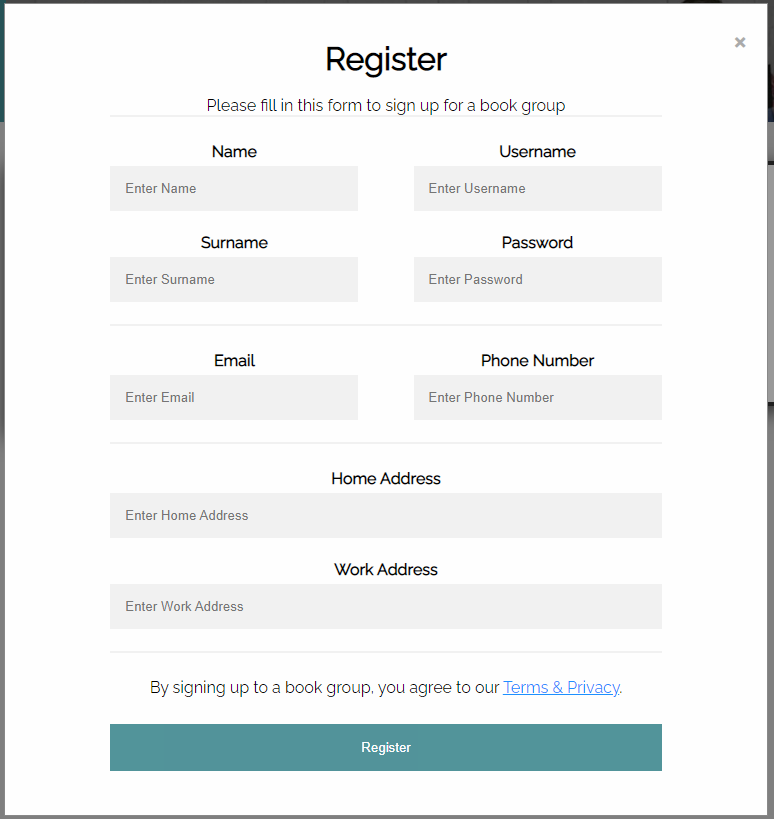 ×
Register
Please fill in this form to sign up for a book group
Name
Username
Enter Name
Enter Username
Surname
Password
Enter Surname
Enter Password
Email
Phone Number
Enter Email
Enter Phone Number
Home Address
Enter Home Address
Work Address
Enter Work Address
By signing up to a book group, you agree to our Terms & Privacy.
Register